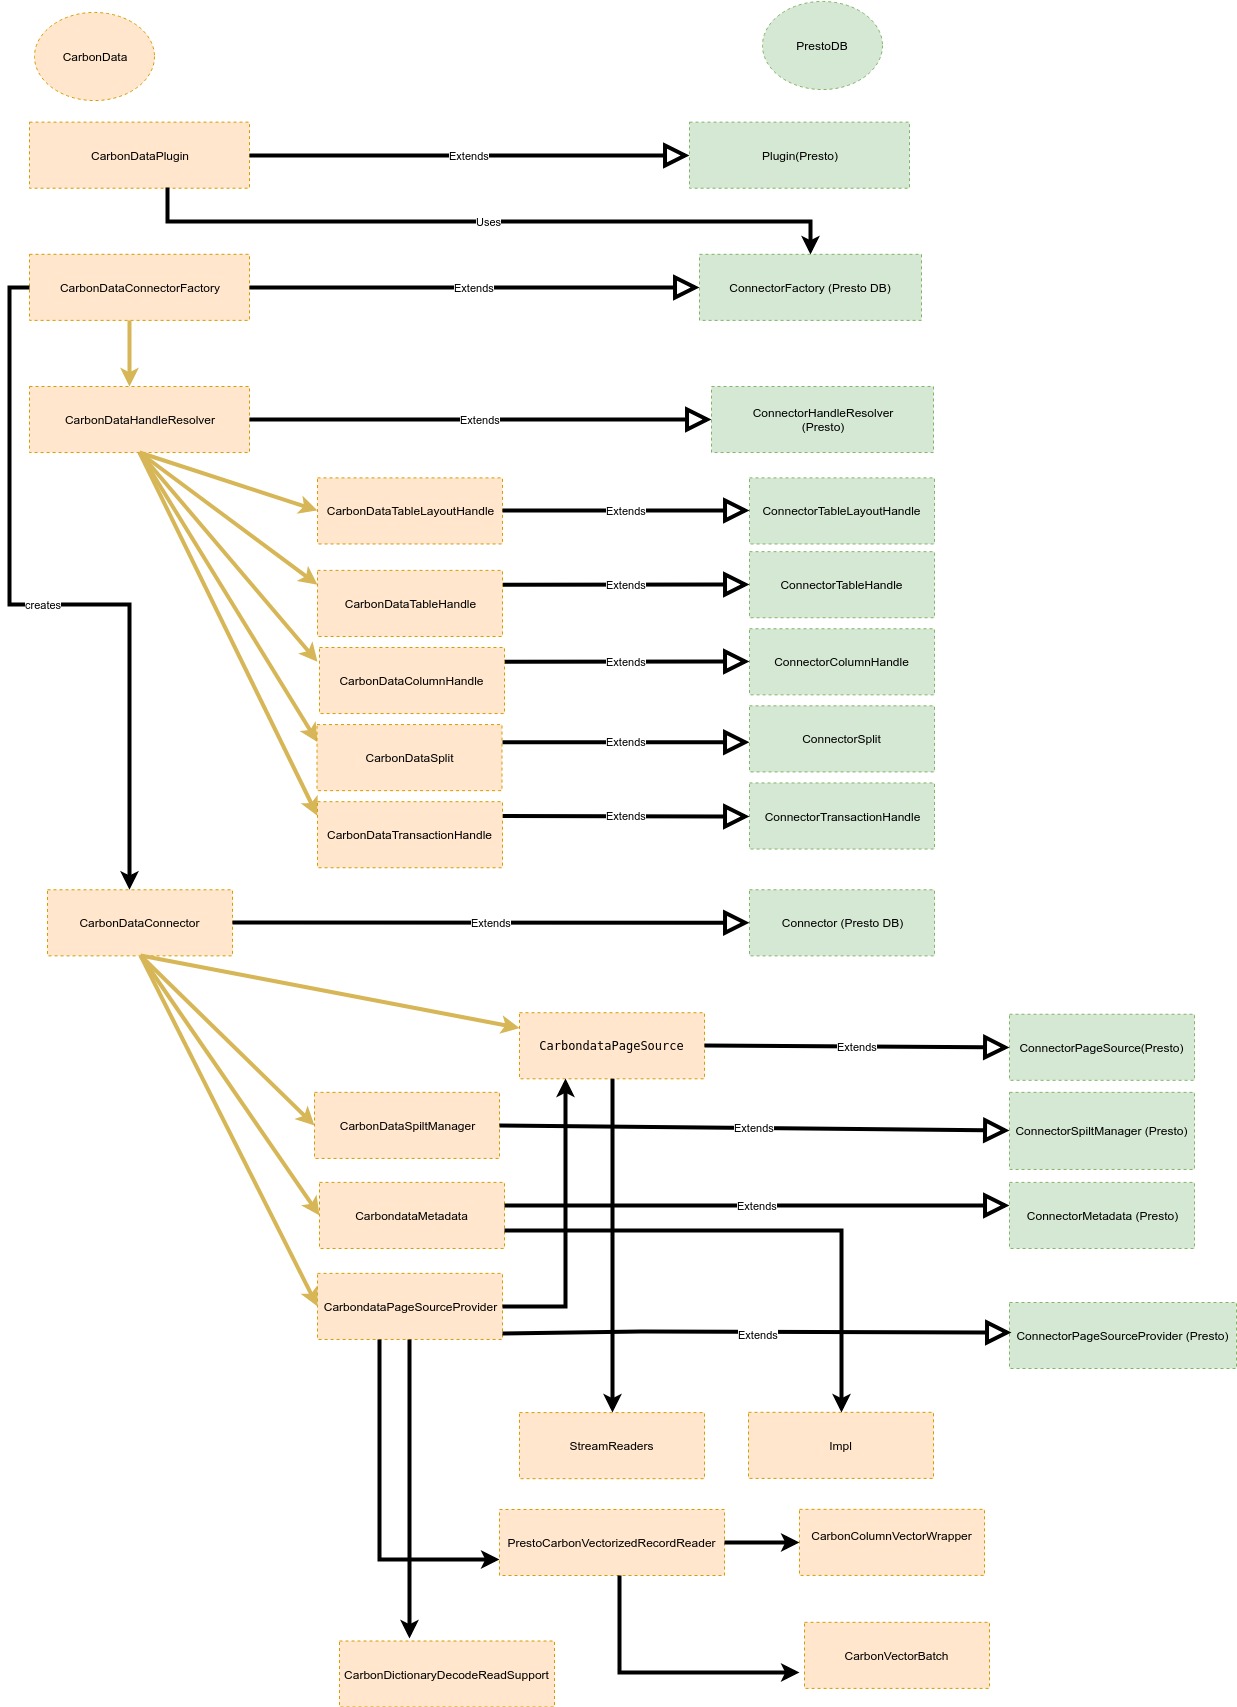 CarbonData
PrestoDB
CarbonDataPlugin
Extends
Plugin(Presto)
Uses
CarbonDataConnectorFactory
Extends
ConnectorFactory (Presto DB)
CarbonDataHandleResolver
Extends
ConnectorHandleResolver
(Presto)
CarbonDataTableLayoutHandle
Extends
ConnectorTableLayoutHandle
CarbonDataTableHandle
Extends
ConnectorTableHandle
creates
CarbonDataColumnHandle
Extends
ConnectorColumnHandle
CarbonDataSplit
Extends
ConnectorSplit
CarbonDataTransactionHandle
Extends
ConnectorTransactionHandle
CarbonDataConnector
Extends
Connector (Presto DB)
CarbondataPageSource
Extends
ConnectorPageSource(Presto)
CarbonDataSpiltManager
Extends
ConnectorSpiltManager (Presto)
CarbondataMetadata
Extends
ConnectorMetadata (Presto)
CarbondataPageSourceProvider
Extends
ConnectorPageSourceProvider (Presto)
StreamReaders
Impl
PrestoCarbonVectorizedRecordReader
CarbonColumnVectorWrapper
CarbonDictionaryDecodeReadSupport
CarbonVectorBatch